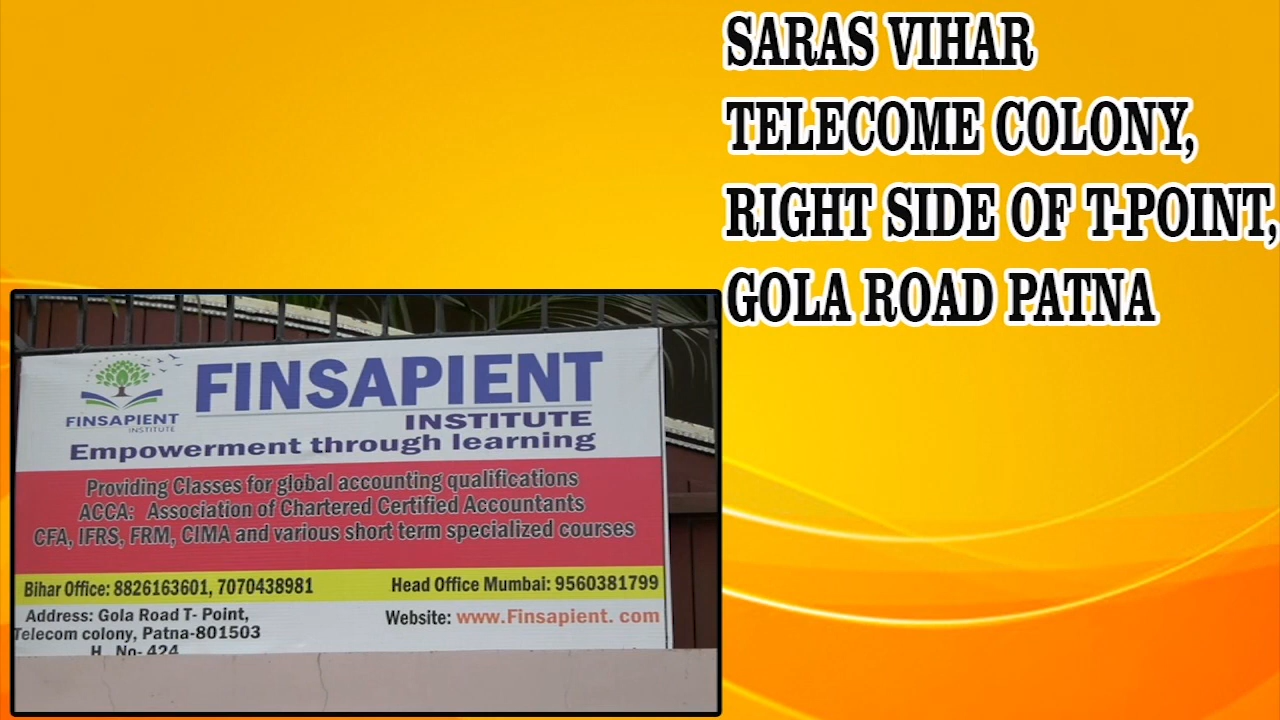 SARAS VIHAR
TELECOME COLONY,
RIGHT SIDE OF T-POINT,
GOLA ROAD PATNA
FINSAPIENT
INSTITUTE
FINSAPIENT
INSTITUTE
Empowerment through learning
Providing Classes for global accounting qualifications
ACCA: Association of Chartered Certified Accountants
CFA, IFRS, FRM, CIMA and various short term specialized courses
Bihar Office: 8826163601, 7070438981
Head Office Mumbai: 9560381799
Address: Gola Road T- Point,
Telecom colony, Patna-801503
H. No- 424
Website: www.Finsapient. com